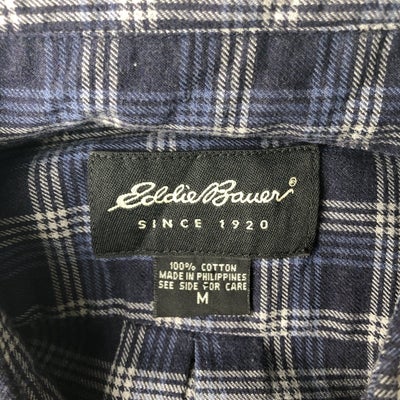 Eddie Bauer®
SINCE 1920
100% COTTON
MADE IN PHILIPPINES
SEE SIDE FOR CARE
M